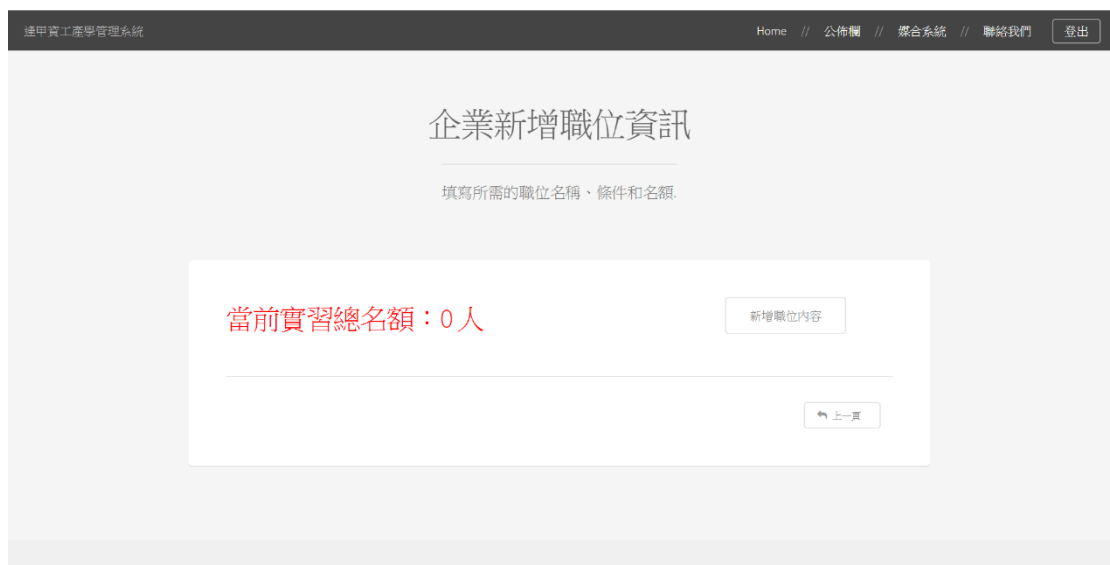 逢甲資工產學管理系統
Home // 公佈欄 // 媒合系統 // 聯絡我們 登出
企業新增職位資訊
填寫所需的職位名稱、條件和名額.
當前實習總名額：0 人
新增職位內容
上一頁